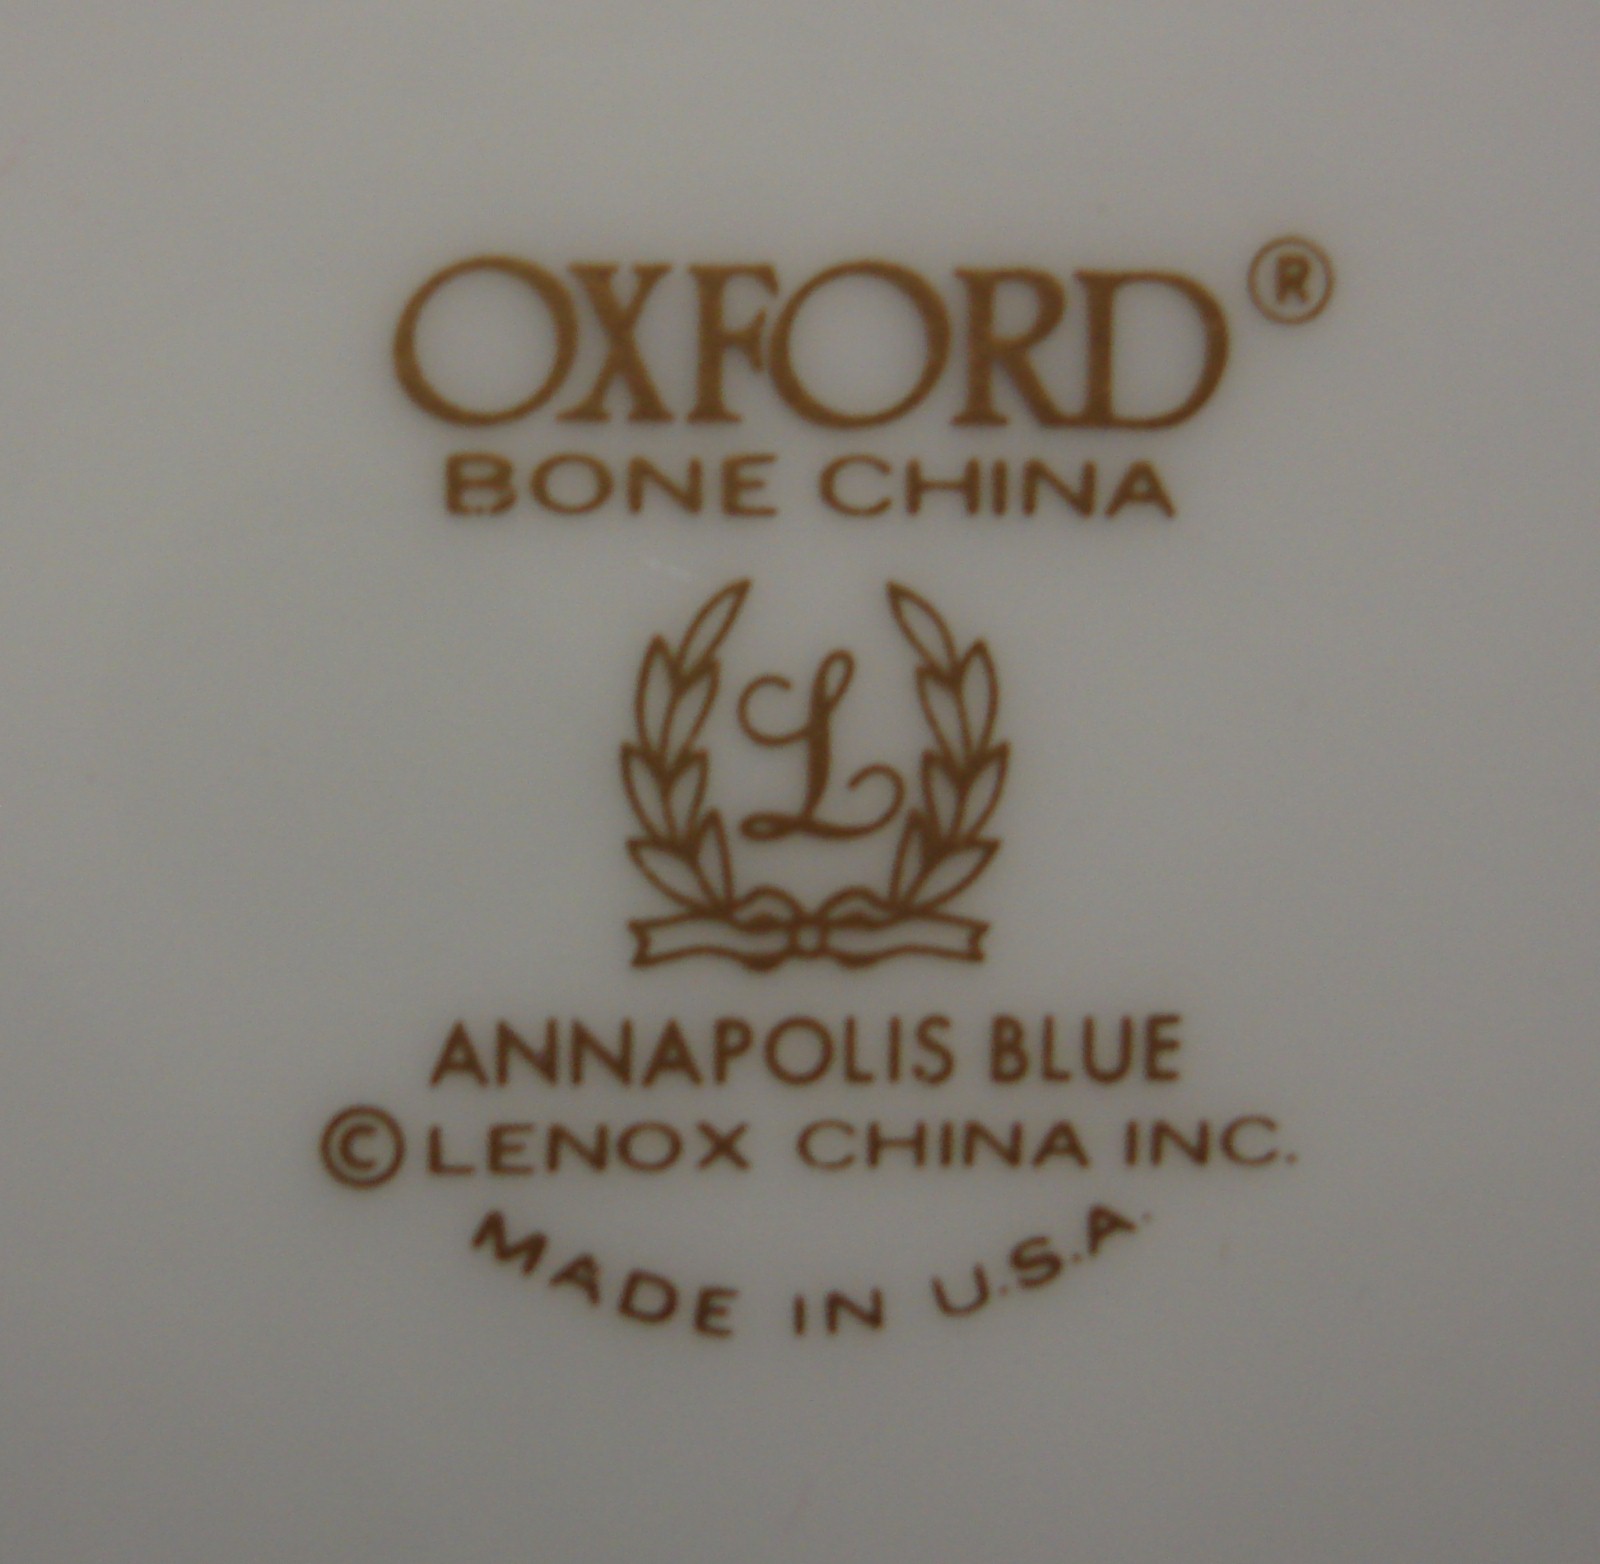 OXFORD®
BONE CHINA
L
ANNAPOLIS BLUE
© LENOX CHINA INC.
MADE IN U.S.A.